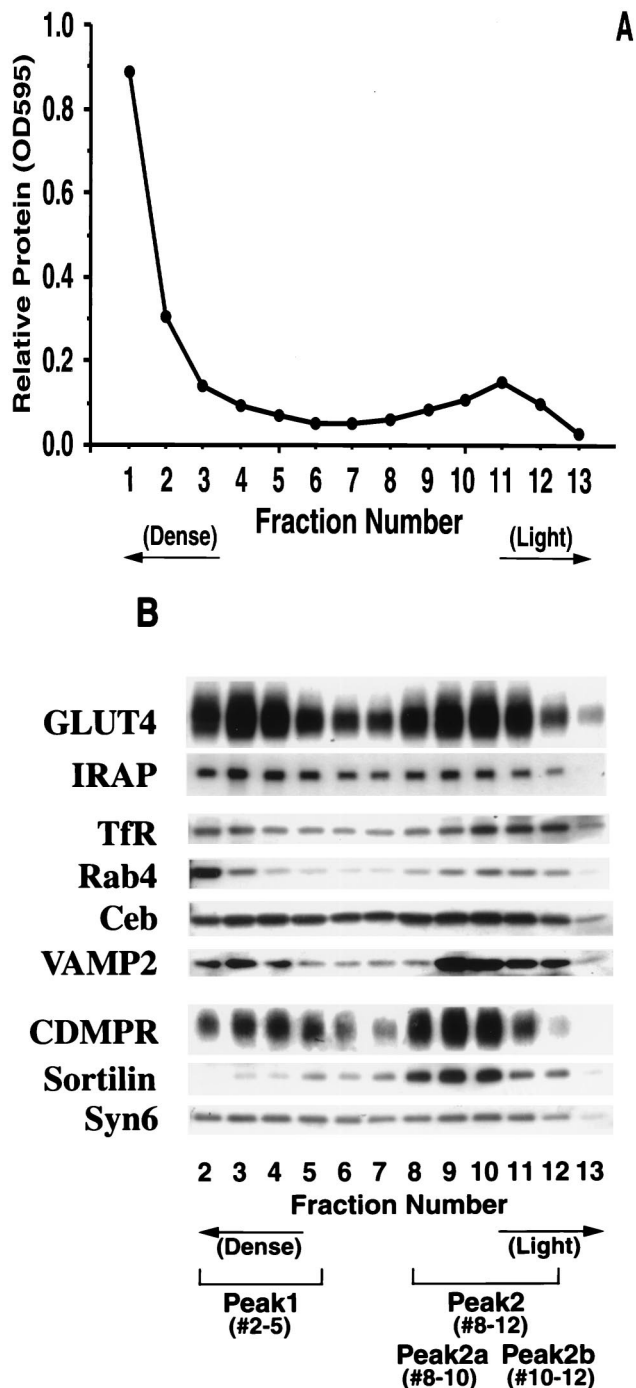 A
Relative Protein (OD595)
1.0
0.8
0.6
0.4
0.2
0.0
1 2 3 4 5 6 7 8 9 10 11 12 13
Fraction Number
(Dense) (Light)
B
GLUT4
IRAP
TfR
Rab4
Ceb
VAMP2
CDMPR
Sortilin
Syn6
2 3 4 5 6 7 8 9 10 11 12 13
Fraction Number
(Dense) (Light)
Peak1 Peak2
(#2-5) (#8-12)
Peak2a Peak2b
(#8-10) (#10-12)